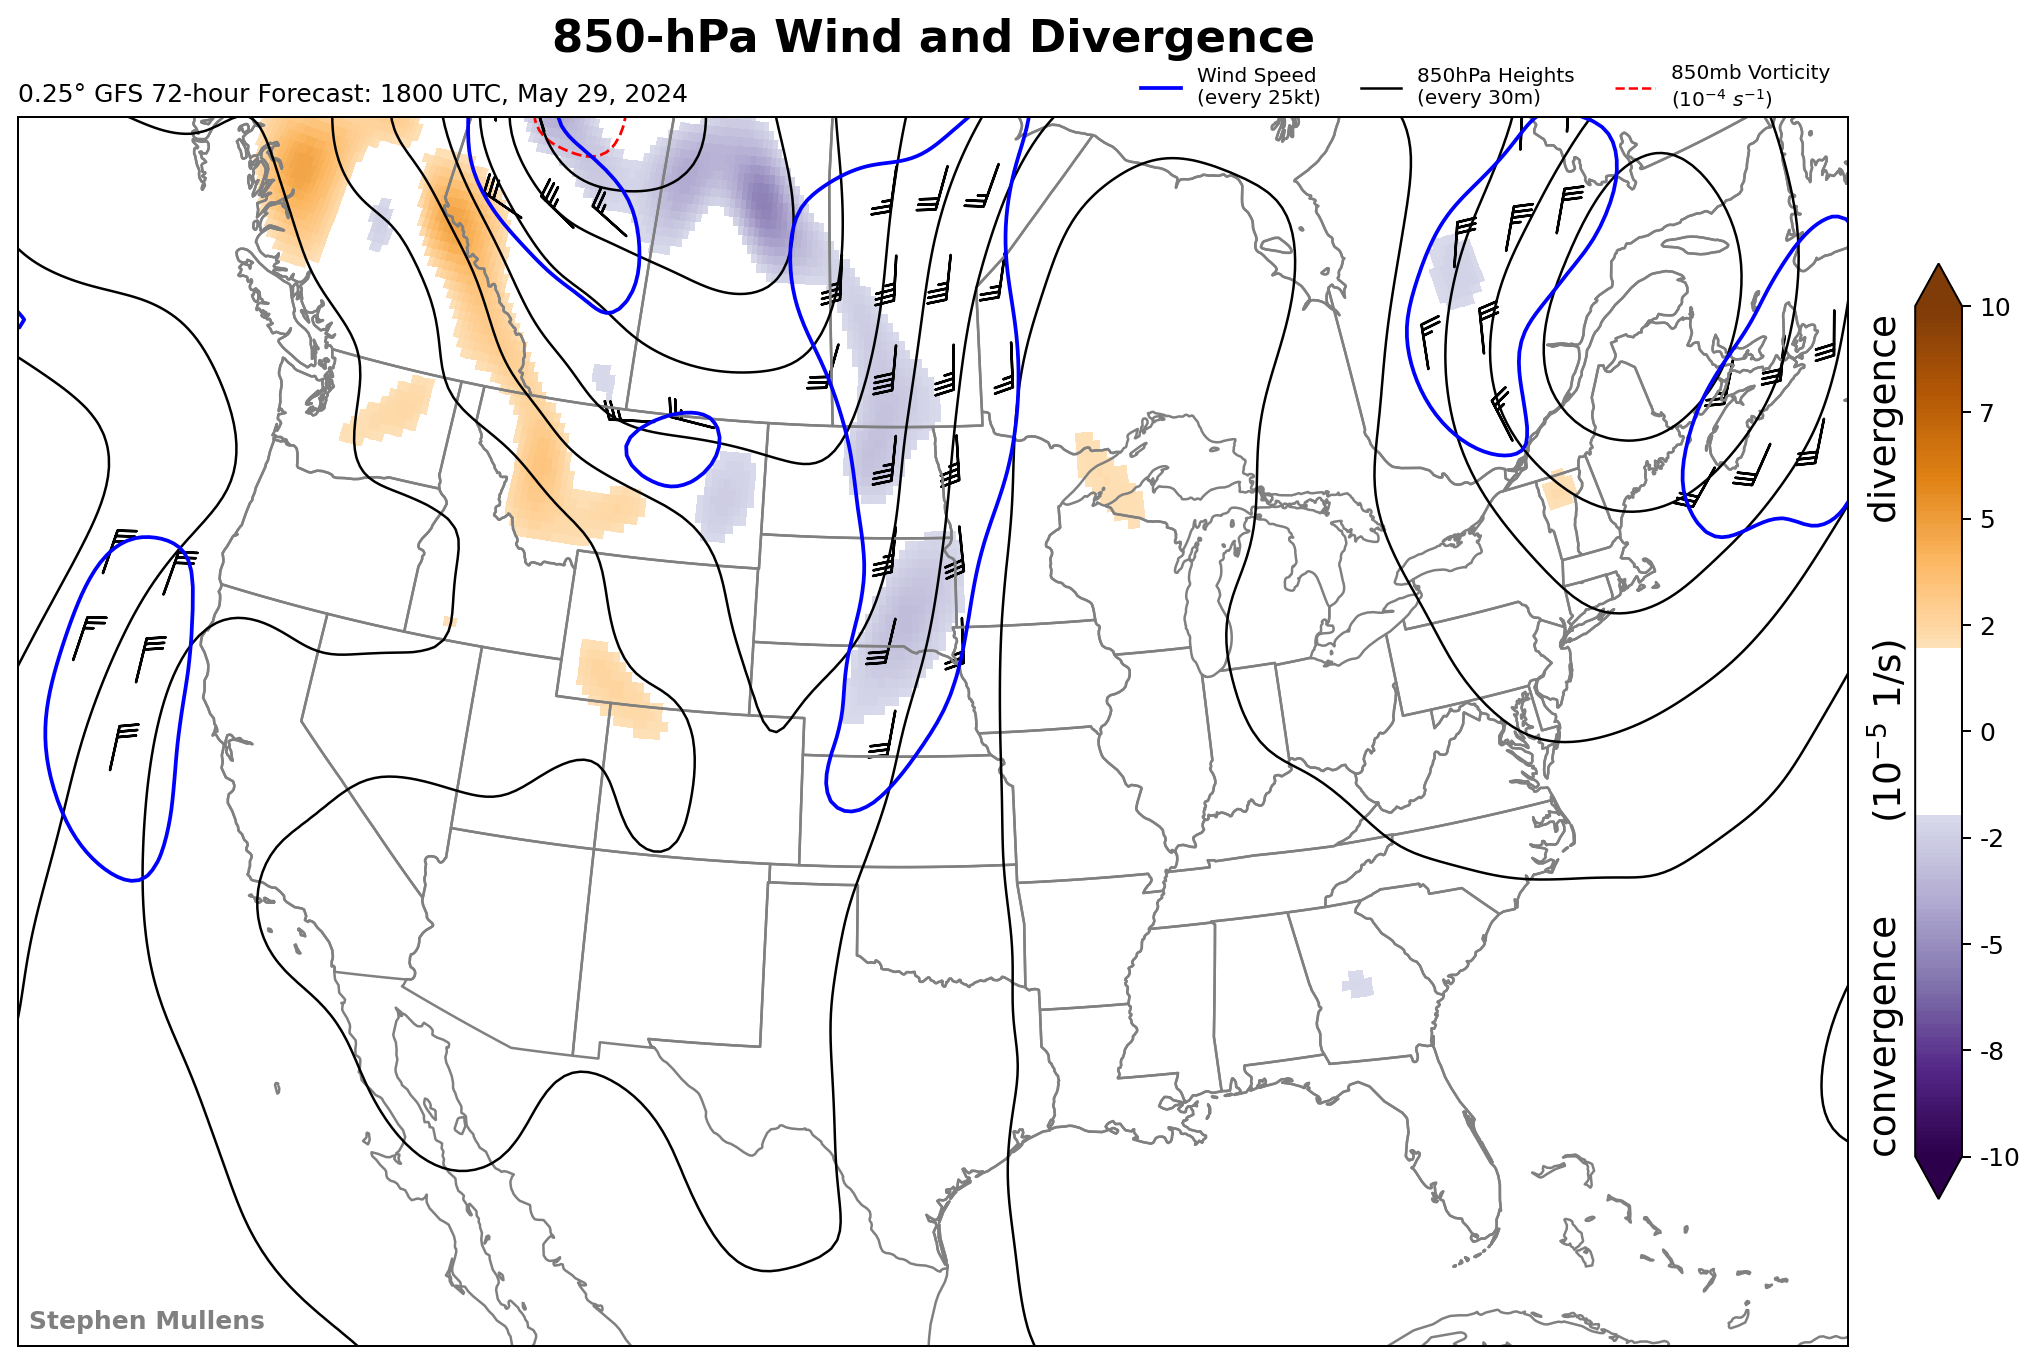 850-hPa Wind and Divergence
0.25° GFS 72-hour Forecast: 1800 UTC, May 29, 2024
Wind Speed
(every 25kt)
850hPa Heights
(every 30m)
850mb Vorticity
(10⁻⁴ s⁻¹)
10
7
5
2
0
-2
-5
-8
-10
convergence (10⁻⁵ 1/s) divergence
Stephen Mullens